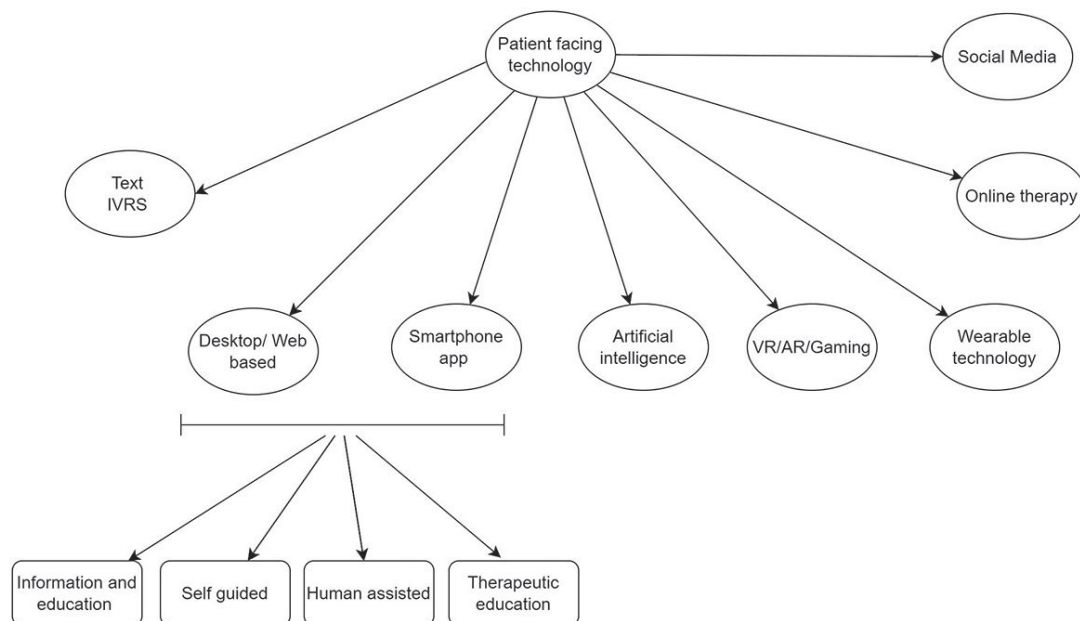 Patient facing
technology
Social Media
Text
IVRS
Online therapy
Desktop/ Web
based
Smartphone
app
Artificial
intelligence
VR/AR/Gaming
Wearable
technology
Information and
education
Self guided
Human assisted
Therapeutic
education